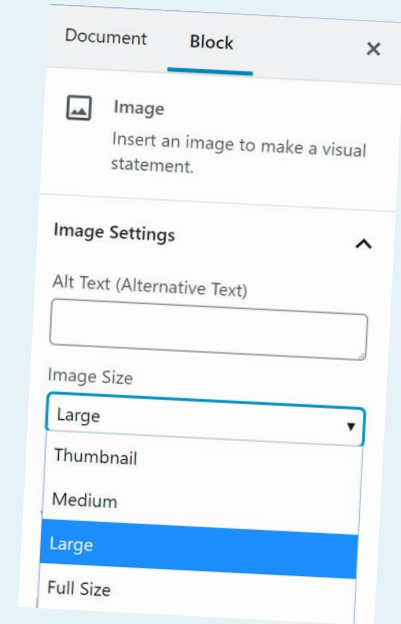 Document Block ×
Image
Insert an image to make a visual
statement.
Image Settings
Alt Text (Alternative Text)
Image Size
Large
Thumbnail
Medium
Large
Full Size